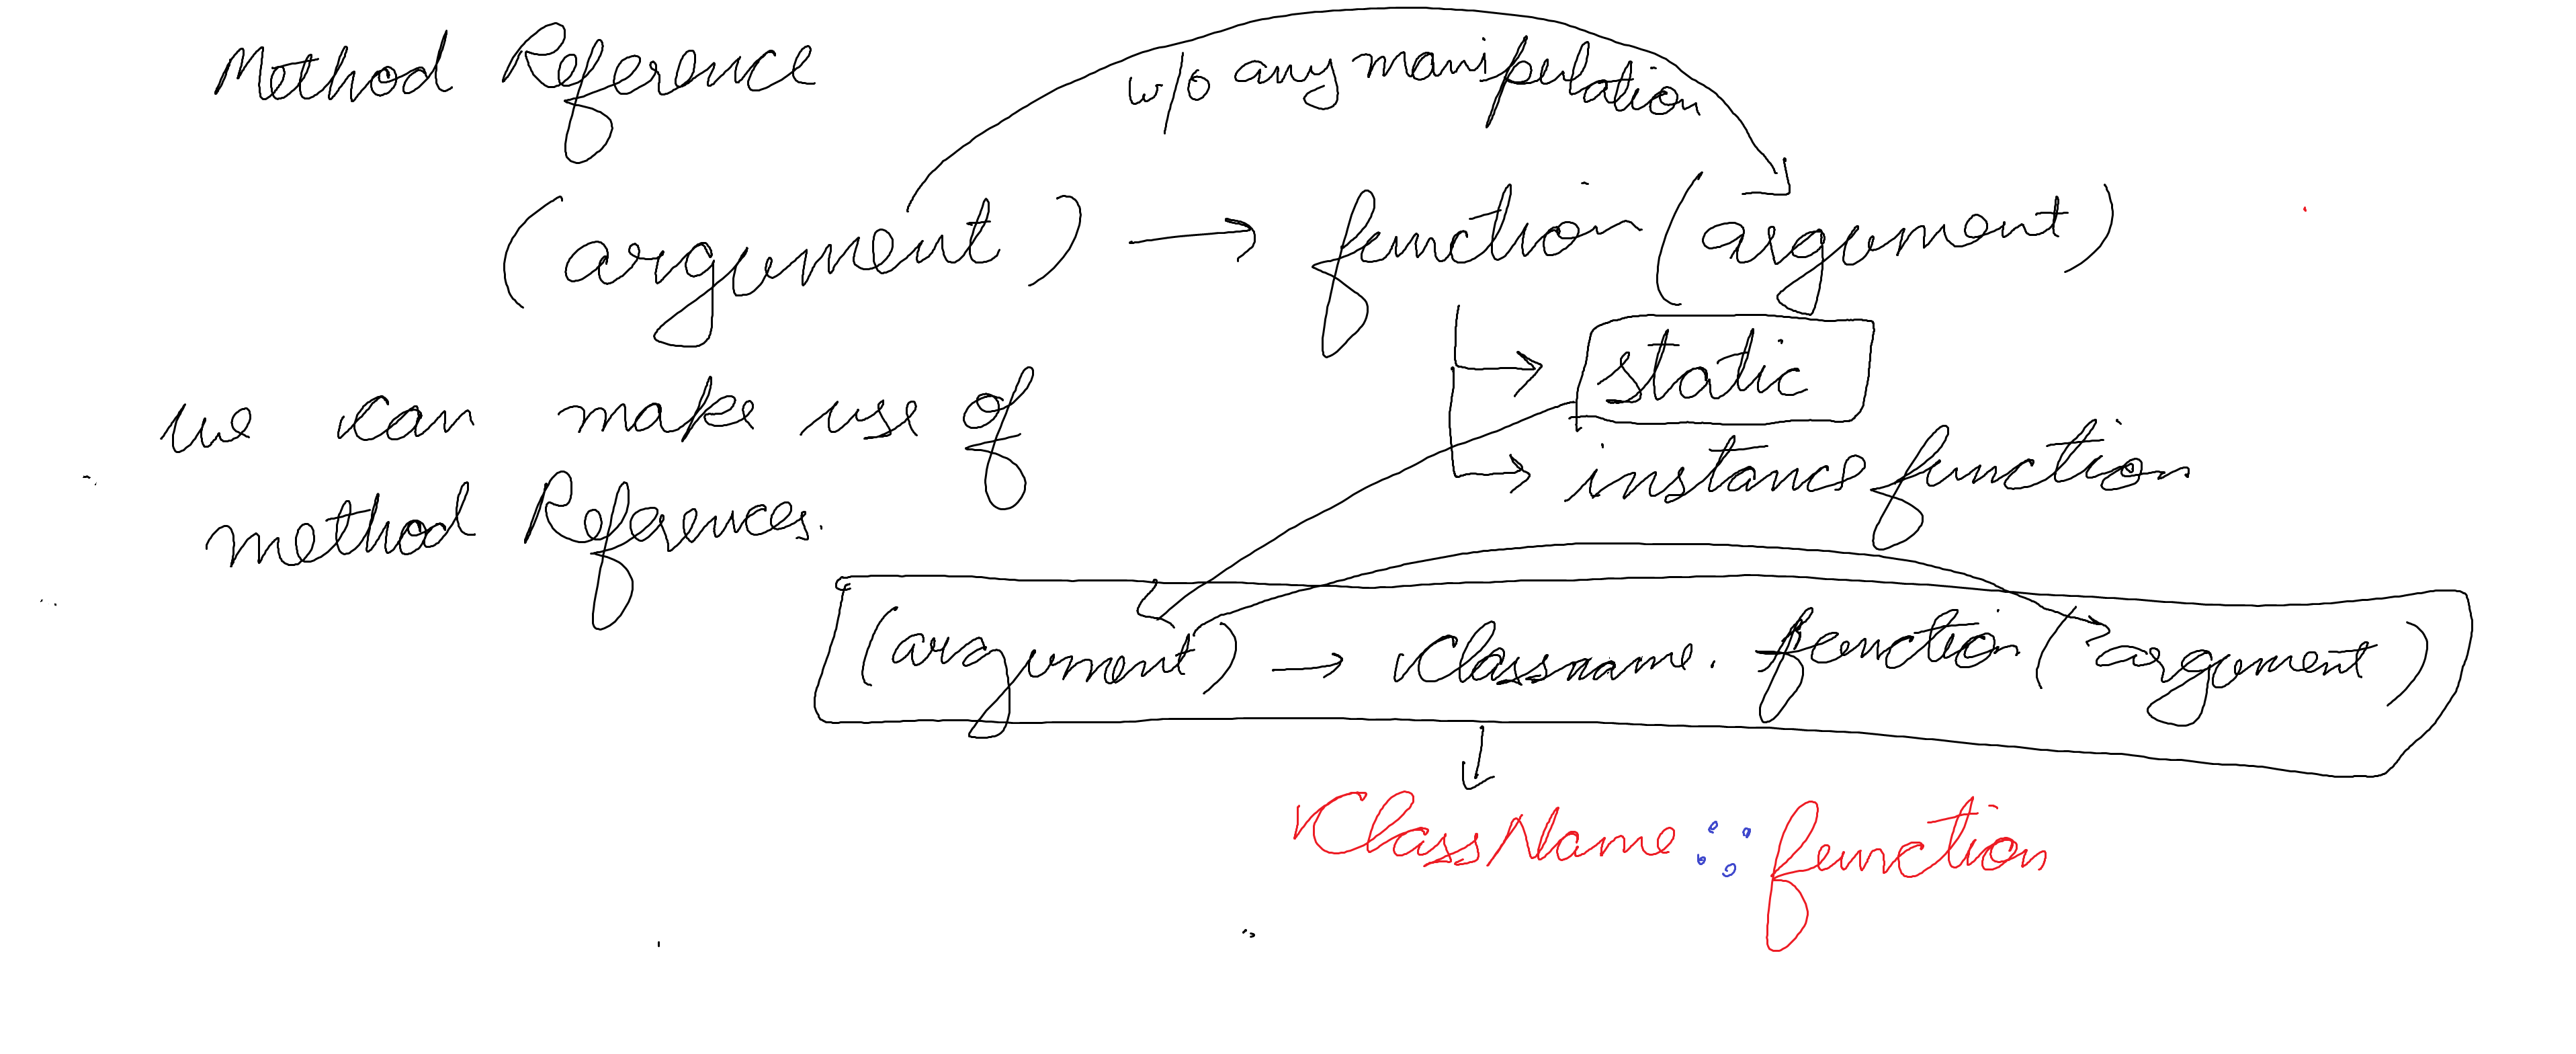 Method Reference
w/o any manipulation
(argument) → function (argument)
static
we can make use of
instance function
method References.
(argument) → Classname. function (argument)
ClassName :: function